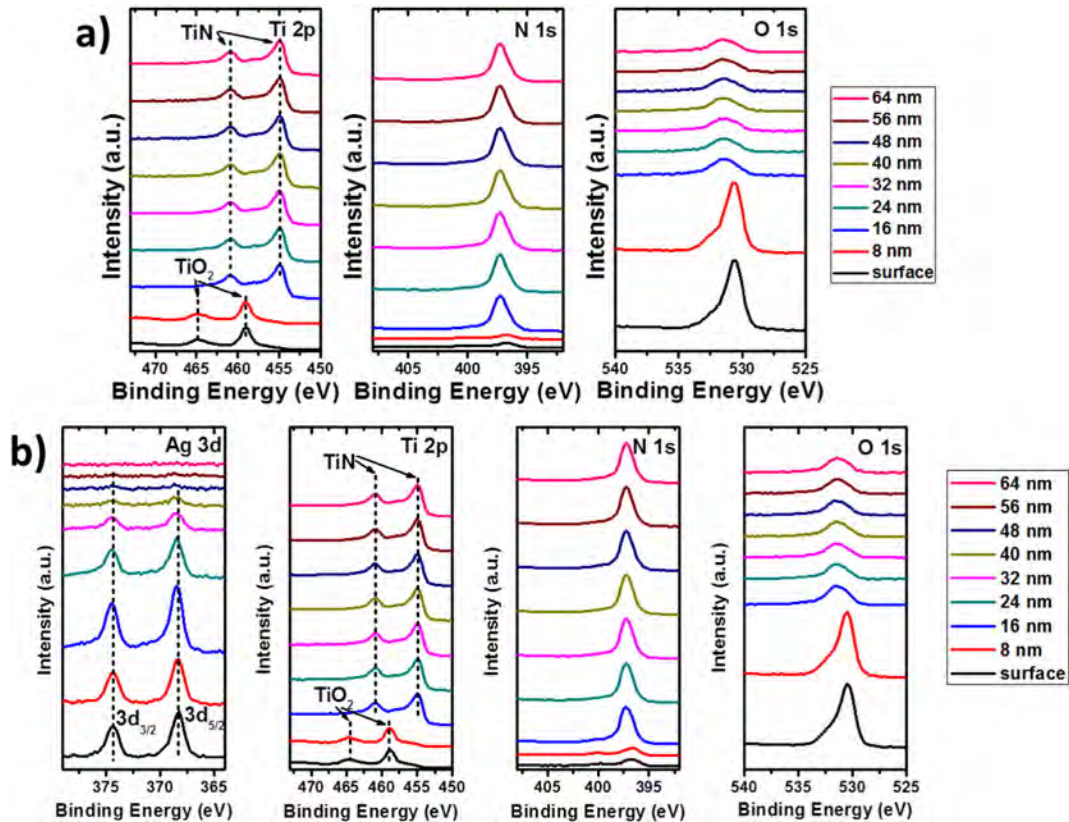 a)
TiN
Ti 2p
TiO2
Intensity (a.u.)
473 465 460 455 450
Binding Energy (eV)
N 1s
Intensity (a.u.)
405 400 395
Binding Energy (eV)
O 1s
Intensity (a.u.)
540 535 530 525
Binding Energy (eV)
64 nm
56 nm
48 nm
40 nm
32 nm
24 nm
16 nm
8 nm
surface
b)
Ag 3d
3d3/2
3d5/2
Intensity (a.u.)
375 370 365
Binding Energy (eV)
Ti 2p
TiN
TiO2
Intensity (a.u.)
470 465 460 455 450
Binding Energy (eV)
N 1s
Intensity (a.u.)
405 400 395
Binding Energy (eV)
O 1s
Intensity (a.u.)
540 535 530 525
Binding Energy (eV)
64 nm
56 nm
48 nm
40 nm
32 nm
24 nm
16 nm
8 nm
surface